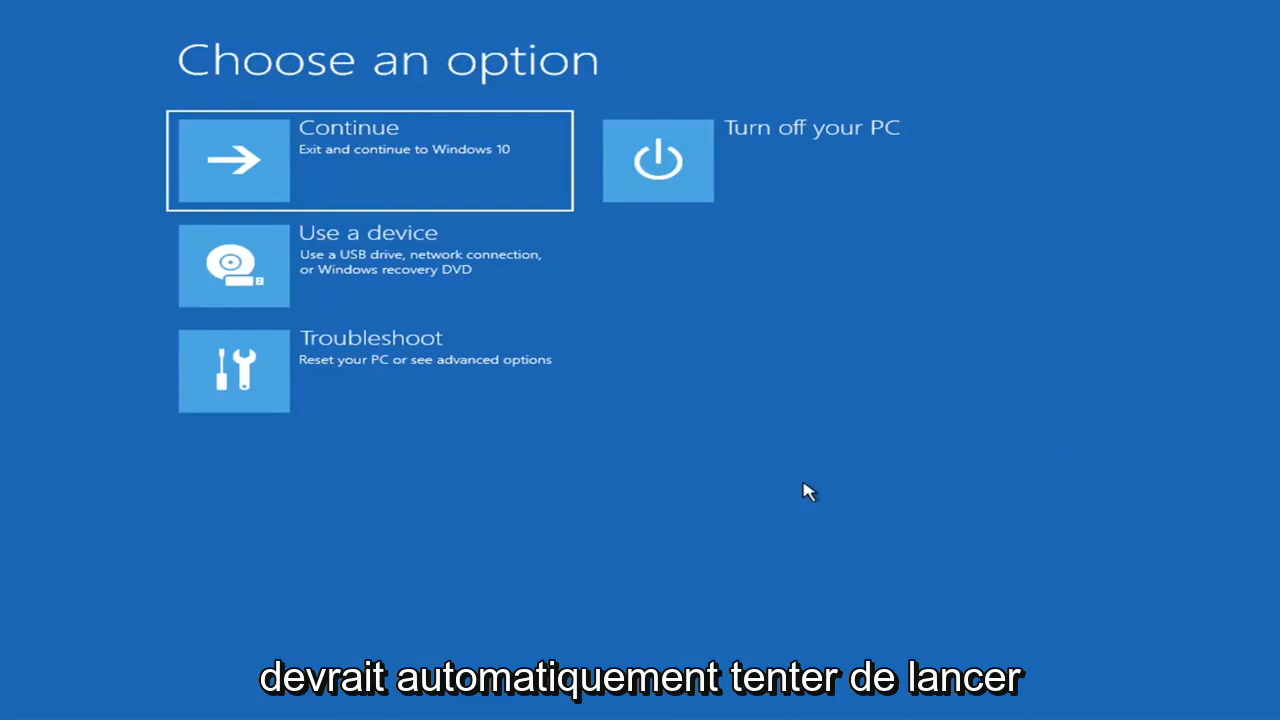 Choose an option
Continue
Exit and continue to Windows 10
Turn off your PC
Use a device
Use a USB drive, network connection,
or Windows recovery DVD
Troubleshoot
Reset your PC or see advanced options
devrait automatiquement tenter de lancer